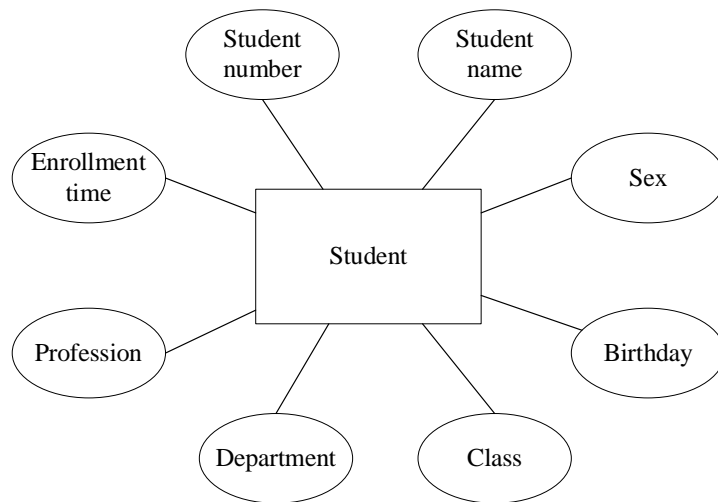 Student
number
Student
name
Enrollment
time
Sex
Student
Profession
Birthday
Department
Class